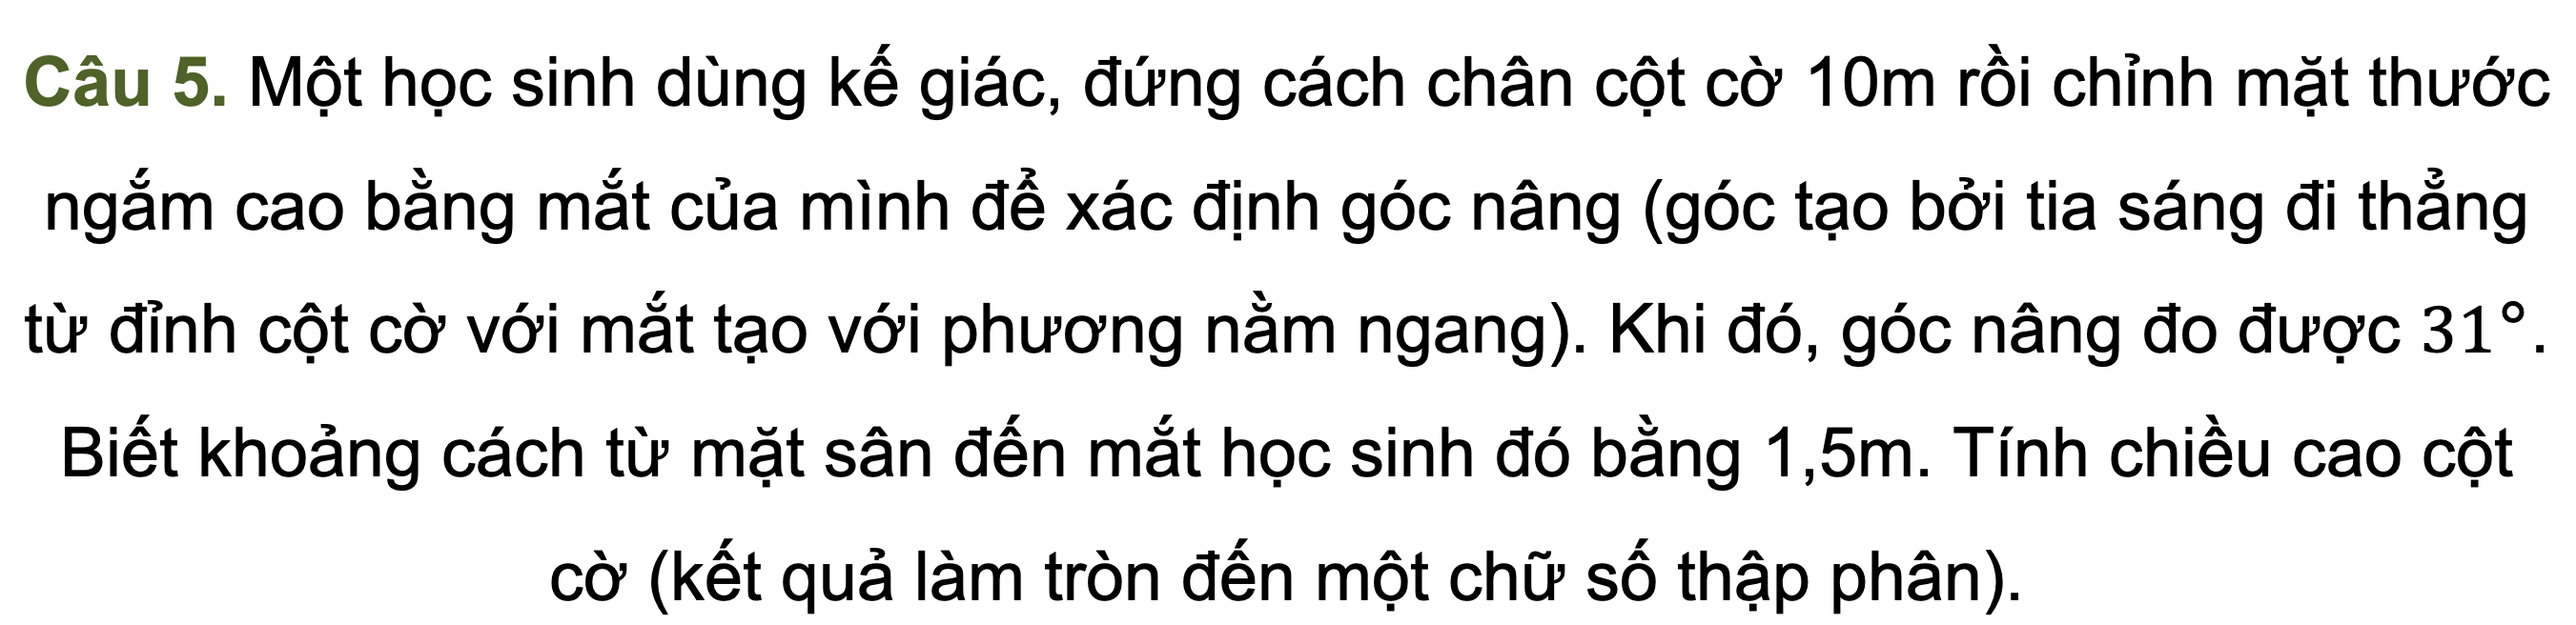 Câu 5. Một học sinh dùng kế giác, đứng cách chân cột cờ 10m rồi chỉnh mặt thước
ngắm cao bằng mắt của mình để xác định góc nâng (góc tạo bởi tia sáng đi thẳng
từ đỉnh cột cờ với mắt tạo với phương nằm ngang). Khi đó, góc nâng đo được 31°.
Biết khoảng cách từ mặt sân đến mắt học sinh đó bằng 1,5m. Tính chiều cao cột
cờ (kết quả làm tròn đến một chữ số thập phân).